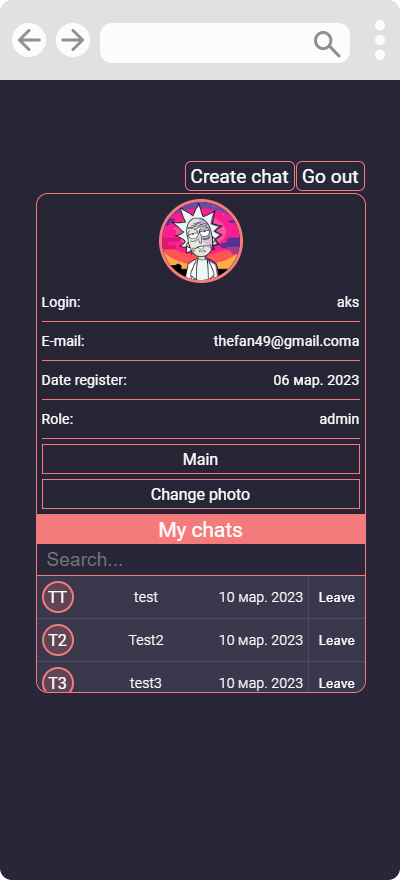 Create chat Go out
Login: aks
E-mail: thefan49@gmail.coma
Date register: 06 мар. 2023
Role: admin
Main
Change photo
My chats
Search...
TT test 10 мар. 2023 Leave
T2 Test2 10 мар. 2023 Leave
T3 test3 10 мар. 2023 Leave